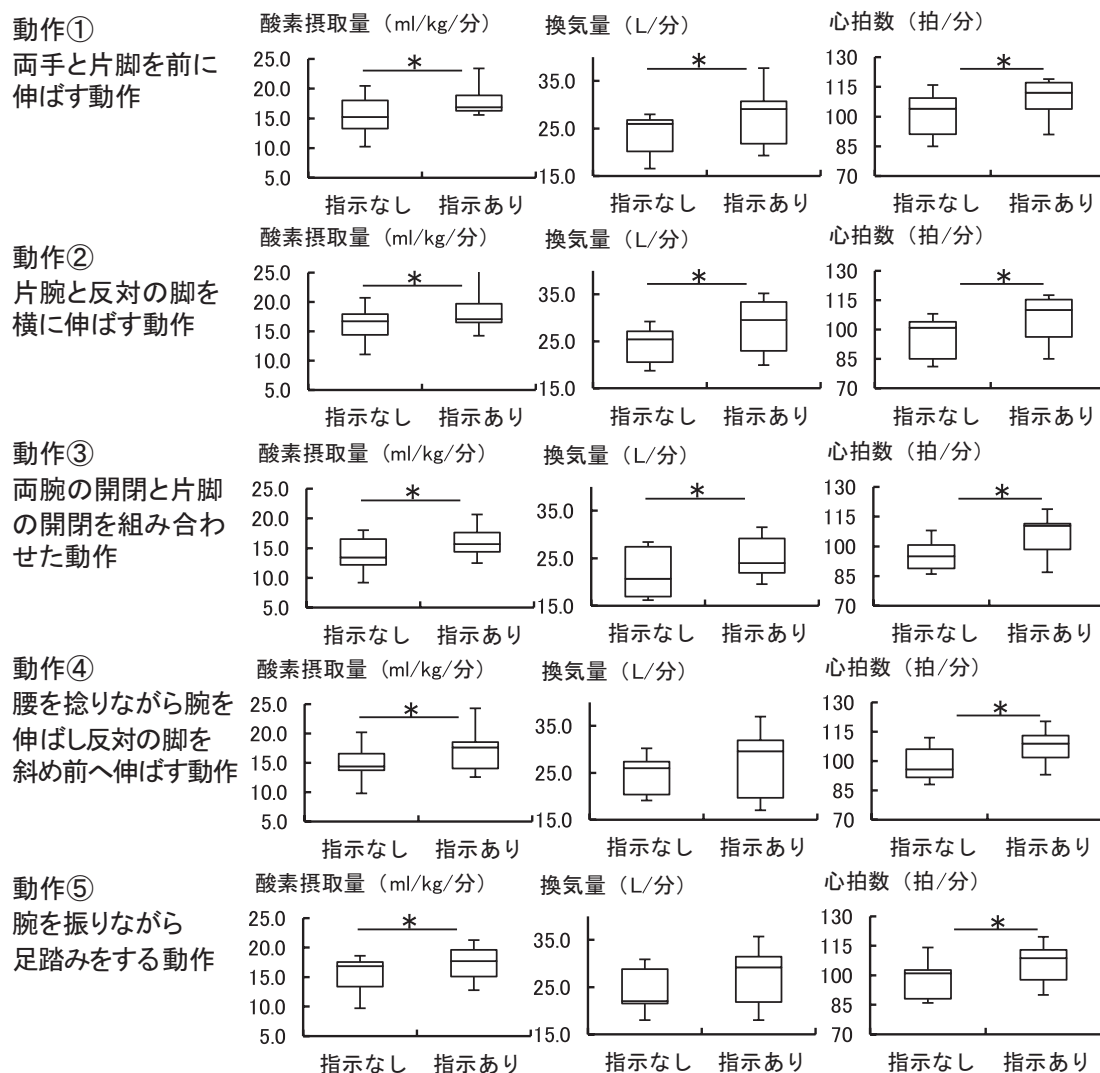 動作①
両手と片脚を前に
伸ばす動作
酸素摂取量（ml/kg/分）
25.0
20.0
15.0
10.0
5.0
*
指示なし 指示あり
換気量（L/分）
35.0
25.0
15.0
*
指示なし 指示あり
心拍数（拍/分）
130
115
100
85
70
*
指示なし 指示あり
動作②
片腕と反対の脚を
横に伸ばす動作
酸素摂取量（ml/kg/分）
25.0
20.0
15.0
10.0
5.0
*
指示なし 指示あり
換気量（L/分）
35.0
25.0
15.0
*
指示なし 指示あり
心拍数（拍/分）
130
115
100
85
70
*
指示なし 指示あり
動作③
両腕の開閉と片脚
の開閉を組み合わ
せた動作
酸素摂取量（ml/kg/分）
25.0
20.0
15.0
10.0
5.0
*
指示なし 指示あり
換気量（L/分）
35.0
25.0
15.0
*
指示なし 指示あり
心拍数（拍/分）
130
115
100
85
70
*
指示なし 指示あり
動作④
腰を捻りながら腕を
伸ばし反対の脚を
斜め前へ伸ばす動作
酸素摂取量（ml/kg/分）
25.0
20.0
15.0
10.0
5.0
*
指示なし 指示あり
換気量（L/分）
35.0
25.0
15.0
指示なし 指示あり
心拍数（拍/分）
130
115
100
85
70
*
指示なし 指示あり
動作⑤
腕を振りながら
足踏みをする動作
酸素摂取量（ml/kg/分）
25.0
20.0
15.0
10.0
5.0
*
指示なし 指示あり
換気量（L/分）
35.0
25.0
15.0
指示なし 指示あり
心拍数（拍/分）
130
115
100
85
70
*
指示なし 指示あり